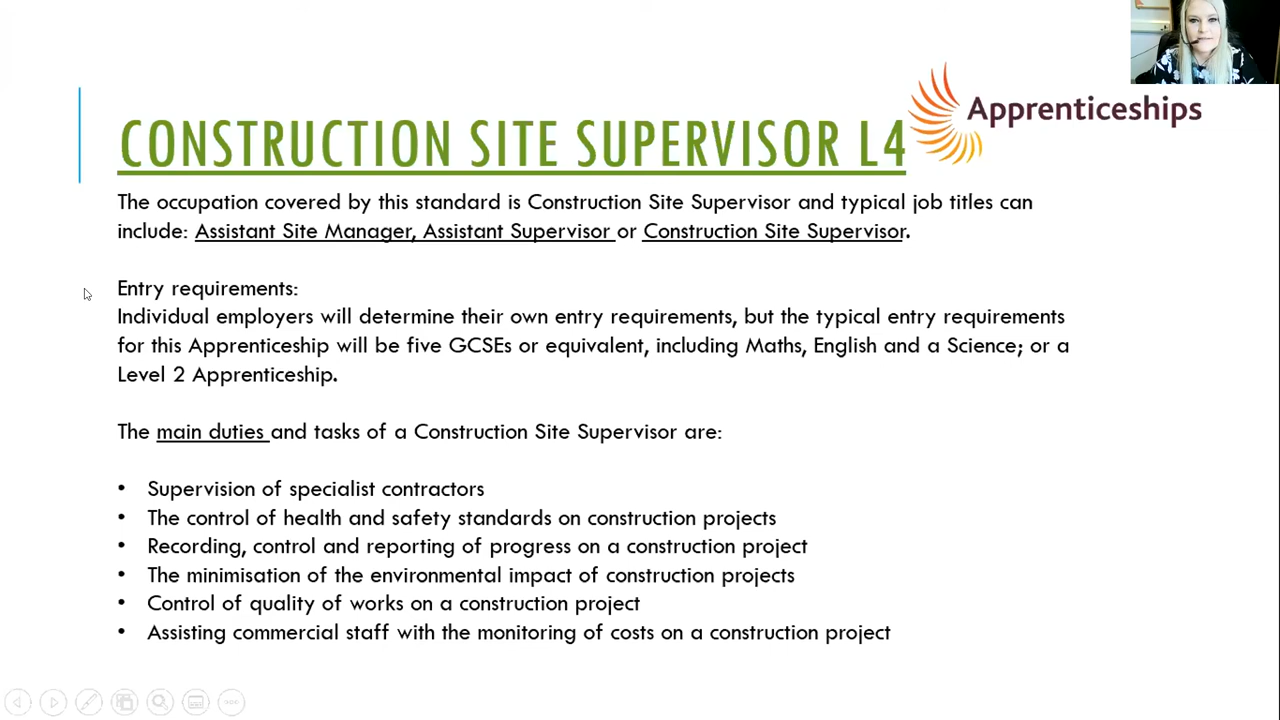 Apprenticeships
CONSTRUCTION SITE SUPERVISOR L4
The occupation covered by this standard is Construction Site Supervisor and typical job titles can
include: Assistant Site Manager, Assistant Supervisor or Construction Site Supervisor.
Entry requirements:
Individual employers will determine their own entry requirements, but the typical entry requirements
for this Apprenticeship will be five GCSEs or equivalent, including Maths, English and a Science; or a
Level 2 Apprenticeship.
The main duties and tasks of a Construction Site Supervisor are:
• Supervision of specialist contractors
• The control of health and safety standards on construction projects
• Recording, control and reporting of progress on a construction project
• The minimisation of the environmental impact of construction projects
• Control of quality of works on a construction project
• Assisting commercial staff with the monitoring of costs on a construction project